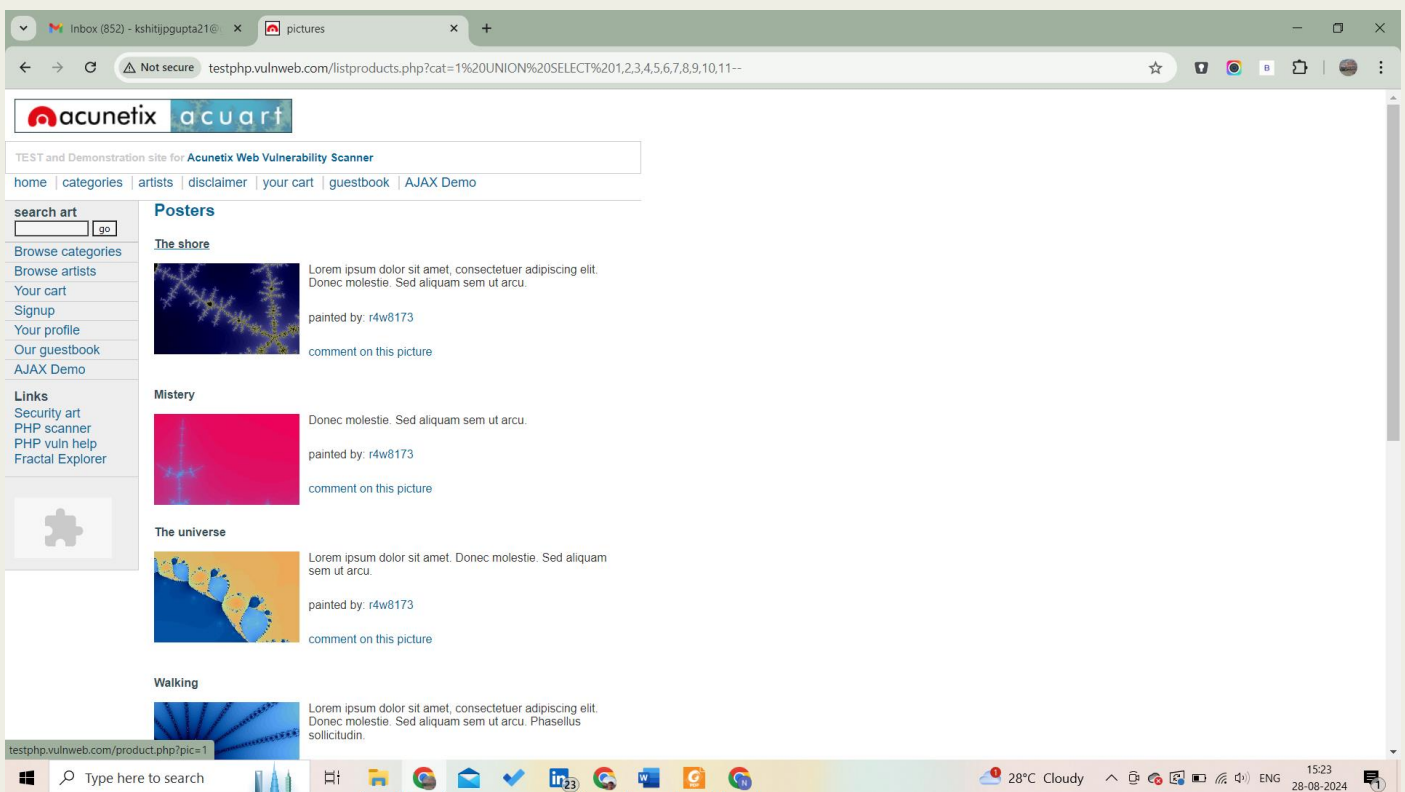 Inbox (852) - kshitijpgupta21@
pictures
Not secure testphp.vulnweb.com/listproducts.php?cat=1%20UNION%20SELECT%201,2,3,4,5,6,7,8,9,10,11--
acunetix acuart
TEST and Demonstration site for Acunetix Web Vulnerability Scanner
home | categories | artists | disclaimer | your cart | guestbook | AJAX Demo
search art
go
Browse categories
Browse artists
Your cart
Signup
Your profile
Our guestbook
AJAX Demo
Links
Security art
PHP scanner
PHP vuln help
Fractal Explorer
Posters
The shore
Lorem ipsum dolor sit amet, consectetuer adipiscing elit.
Donec molestie. Sed aliquam sem ut arcu.
painted by: r4w8173
comment on this picture
Mistery
Donec molestie. Sed aliquam sem ut arcu.
painted by: r4w8173
comment on this picture
The universe
Lorem ipsum dolor sit amet. Donec molestie. Sed aliquam
sem ut arcu.
painted by: r4w8173
comment on this picture
Walking
Lorem ipsum dolor sit amet, consectetuer adipiscing elit.
Donec molestie. Sed aliquam sem ut arcu. Phasellus
sollicitudin.
testphp.vulnweb.com/product.php?pic=1
Type here to search
23
28°C Cloudy
ENG
15:23
28-08-2024
1